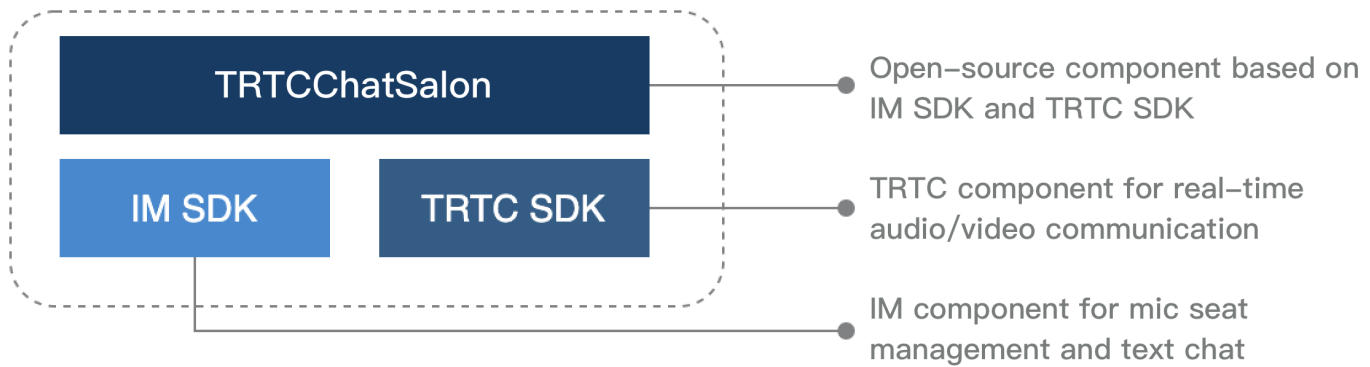 TRTCChatSalon
Open-source component based on
IM SDK and TRTC SDK
IM SDK
TRTC SDK
TRTC component for real-time
audio/video communication
IM component for mic seat
management and text chat